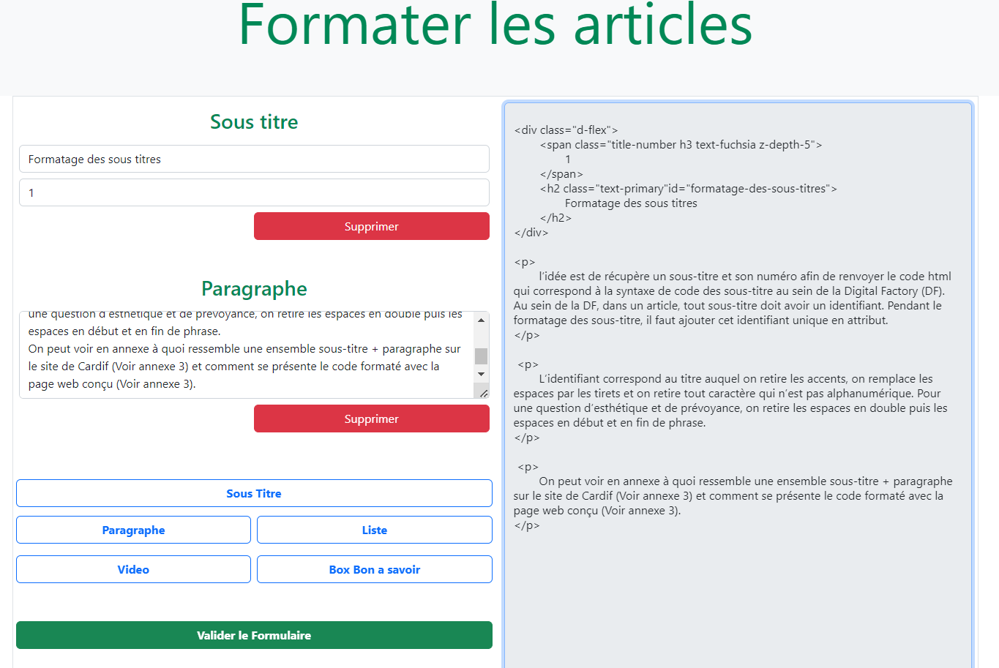 Formater les articles
Sous titre
Formatage des sous titres
1
Supprimer
Paragraphe
une question d'esthétique et de prévoyance, on retire les espaces en double puis les
espaces en début et en fin de phrase.
On peut voir en annexe à quoi ressemble une ensemble sous-titre + paragraphe sur
le site de Cardif (Voir annexe 3) et comment se présente le code formaté avec la
page web conçu (Voir annexe 3).
Supprimer
Sous Titre
Paragraphe
Liste
Video
Box Bon a savoir
Valider le Formulaire
<div class="d-flex">
<span class="title-number h3 text-fuchsia z-depth-5">
1
</span>
<h2 class="text-primary"id="formatage-des-sous-titres">
Formatage des sous titres
</h2>
</div>
<p>
l'idée est de récupère un sous-titre et son numéro afin de renvoyer le code html
qui correspond à la syntaxe de code des sous-titre au sein de la Digital Factory (DF).
Au sein de la DF, dans un article, tout sous-titre doit avoir un identifiant. Pendant le
formatage des sous-titre, il faut ajouter cet identifiant unique en attribut.
</p>
<p>
L'identifiant correspond au titre auquel on retire les accents, on remplace les
espaces par les tirets et on retire tout caractère qui n'est pas alphanumérique. Pour
une question d'esthétique et de prévoyance, on retire les espaces en double puis les
espaces en début et en fin de phrase.
</p>
<p>
On peut voir en annexe à quoi ressemble une ensemble sous-titre + paragraphe
sur le site de Cardif (Voir annexe 3) et comment se présente le code formaté avec la
page web conçu (Voir annexe 3).
</p>